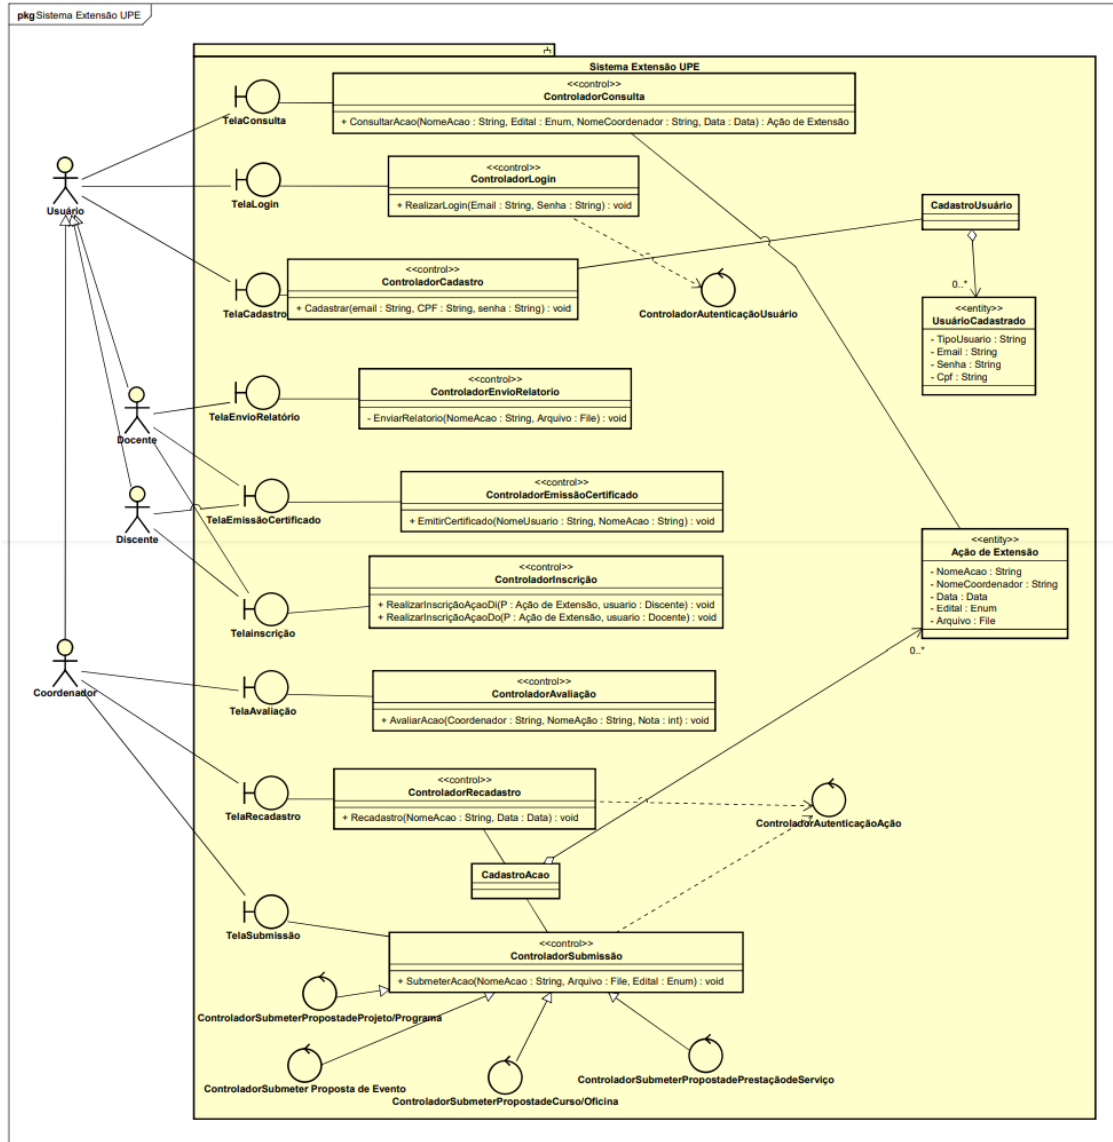 pkg Sistema Extensão UPE
Sistema Extensão UPE
<<control>>
ControladorConsulta
+ ConsultarAcao(NomeAcao : String, Edital : Enum, NomeCoordenador : String, Data : Data) : Ação de Extensão
TelaConsulta
<<control>>
ControladorLogin
+ RealizarLogin(Email : String, Senha : String) : void
TelaLogin
Usuário
CadastroUsuário
<<control>>
ControladorCadastro
+ Cadastrar(email : String, CPF : String, senha : String) : void
TelaCadastro
ControladorAutenticaçãoUsuário
0..*
<<entity>>
UsuárioCadastrado
- TipoUsuario : String
- Email : String
- Senha : String
- Cpf : String
<<control>>
ControladorEnvioRelatorio
- EnviarRelatorio(NomeAcao : String, Arquivo : File) : void
TelaEnvioRelatório
Docente
<<control>>
ControladorEmissãoCertificado
+ EmitirCertificado(NomeUsuario : String, NomeAcao : String) : void
TelaEmissãoCertificado
Discente
<<entity>>
Ação de Extensão
- NomeAcao : String
- NomeCoordenador : String
- Data : Data
- Edital : Enum
- Arquivo : File
0..*
<<control>>
ControladorInscrição
+ RealizarInscriçãoAçaoDi(P : Ação de Extensão, usuario : Discente) : void
+ RealizarInscriçãoAçaoDo(P : Ação de Extensão, usuario : Docente) : void
Telainscrição
Coordenador
<<control>>
ControladorAvaliação
+ AvaliarAcao(Coordenador : String, NomeAção : String, Nota : int) : void
TelaAvaliação
<<control>>
ControladorRecadastro
+ Recadastro(NomeAcao : String, Data : Data) : void
TelaRecadastro
ControladorAutenticaçãoAção
CadastroAcao
TelaSubmissão
<<control>>
ControladorSubmissão
+ SubmeterAcao(NomeAcao : String, Arquivo : File, Edital : Enum) : void
ControladorSubmeterPropostadeProjeto/Programa
ControladorSubmeter Proposta de Evento
ControladorSubmeterPropostadeCurso/Oficina
ControladorSubmeterPropostadePrestaçãodeServiço